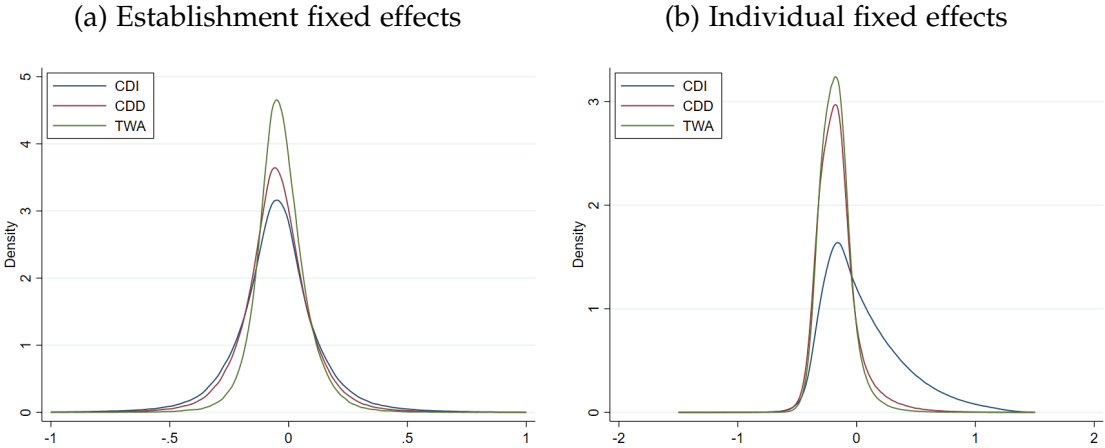 (a) Establishment fixed effects
CDI
CDD
TWA
Density
0
1
2
3
4
5
-1
-.5
0
.5
1
(b) Individual fixed effects
CDI
CDD
TWA
Density
0
1
2
3
-2
-1
0
1
2